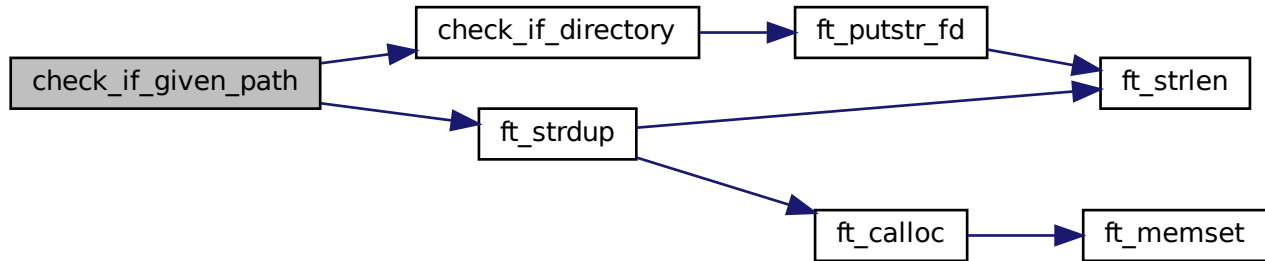 check_if_given_path
check_if_directory
ft_putstr_fd
ft_strlen
ft_strdup
ft_calloc
ft_memset